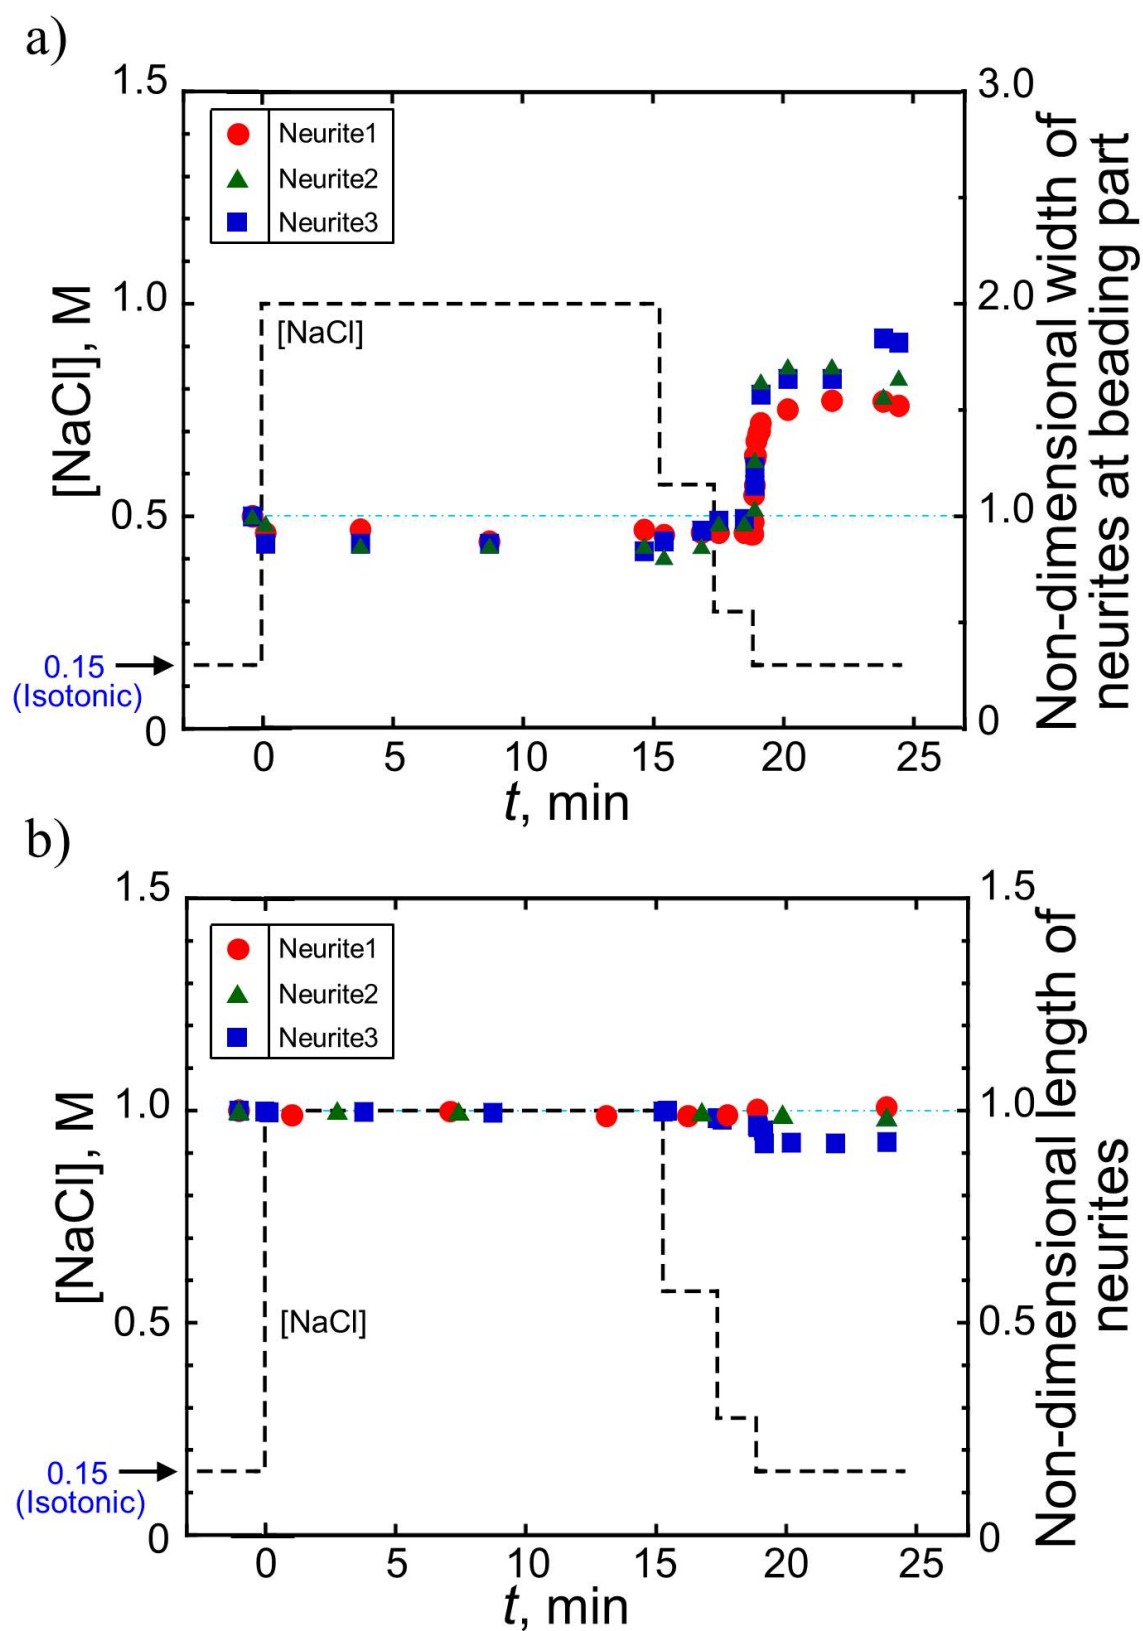 a)
1.5
3.0
Neurite1
Neurite2
Neurite3
[NaCl], M
Non-dimensional width of
neurites at beading part
1.0
2.0
[NaCl]
0.5
1.0
0.15
(Isotonic)
0
0
0 5 10 15 20 25
t, min
b)
1.5
1.5
Neurite1
Neurite2
Neurite3
[NaCl], M
Non-dimensional length of
neurites
1.0
1.0
[NaCl]
0.5
0.5
0.15
(Isotonic)
0
0
0 5 10 15 20 25
t, min